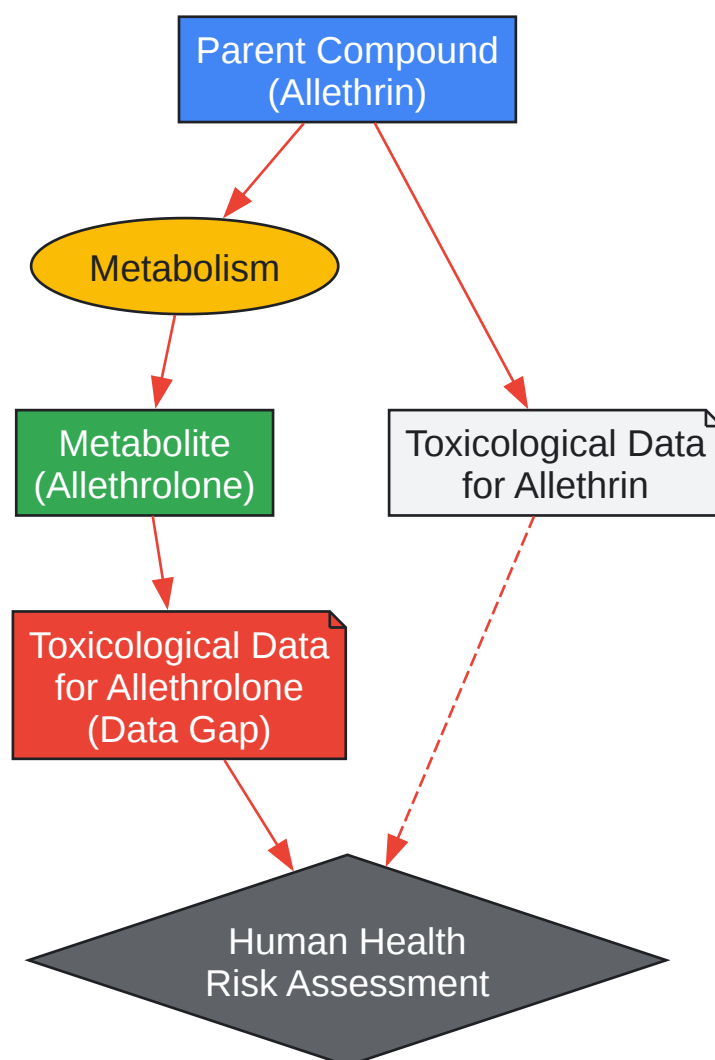 Parent Compound
(Allethrin)
Metabolism
Metabolite
(Allethrolone)
Toxicological Data
for Allethrin
Toxicological Data
for Allethrolone
(Data Gap)
Human Health
Risk Assessment